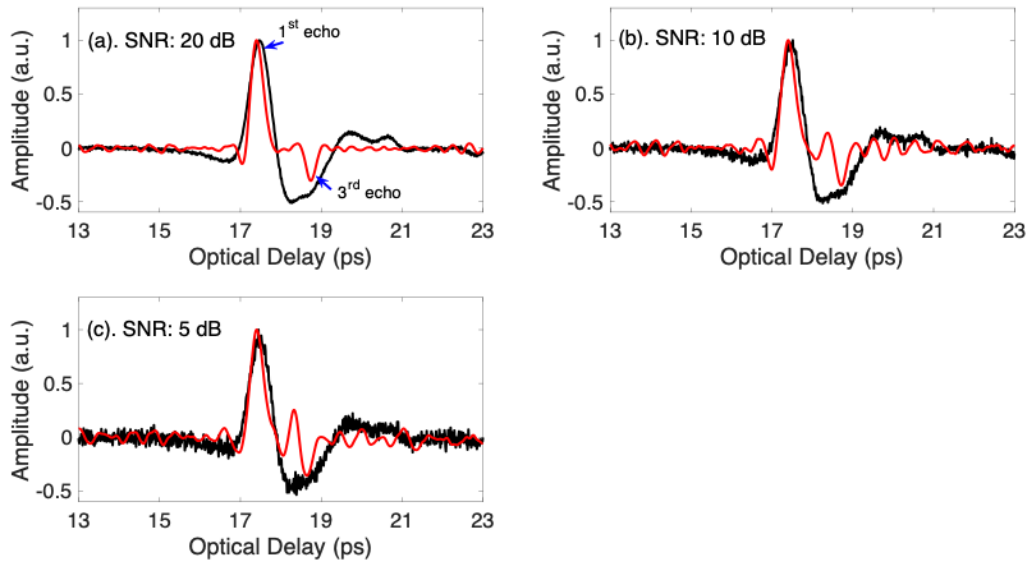 (a). SNR: 20 dB
1st echo
3rd echo
1
0.5
0
-0.5
13 15 17 19 21 23
Optical Delay (ps)
Amplitude (a.u.)
(b). SNR: 10 dB
1
0.5
0
-0.5
13 15 17 19 21 23
Optical Delay (ps)
Amplitude (a.u.)
(c). SNR: 5 dB
1
0.5
0
-0.5
13 15 17 19 21 23
Optical Delay (ps)
Amplitude (a.u.)